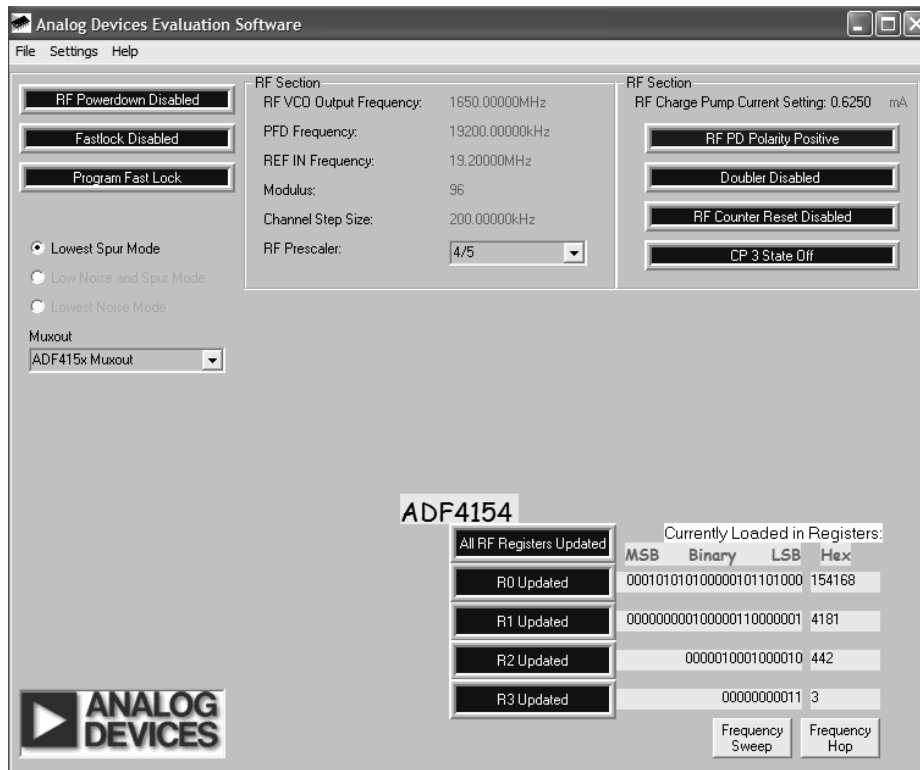 Analog Devices Evaluation Software
File Settings Help
RF Powerdown Disabled
Fastlock Disabled
Program Fast Lock
Lowest Spur Mode
Low Noise and Spur Mode
Lowest Noise Mode
Muxout
ADF415x Muxout
RF Section
RF VCO Output Frequency: 1650.00000MHz
PFD Frequency: 19200.00000kHz
REF IN Frequency: 19.20000MHz
Modulus: 96
Channel Step Size: 200.00000kHz
RF Prescaler: 4/5
RF Section
RF Charge Pump Current Setting: 0.6250 mA
RF PD Polarity Positive
Doubler Disabled
RF Counter Reset Disabled
CP 3 State Off
ADF4154
All RF Registers Updated
Currently Loaded in Registers:
MSB Binary LSB Hex
R0 Updated 000101010100000101101000 154168
R1 Updated 000000000100000110000001 4181
R2 Updated 0000010001000010 442
R3 Updated 00000000011 3
Frequency Sweep
Frequency Hop
ANALOG
DEVICES